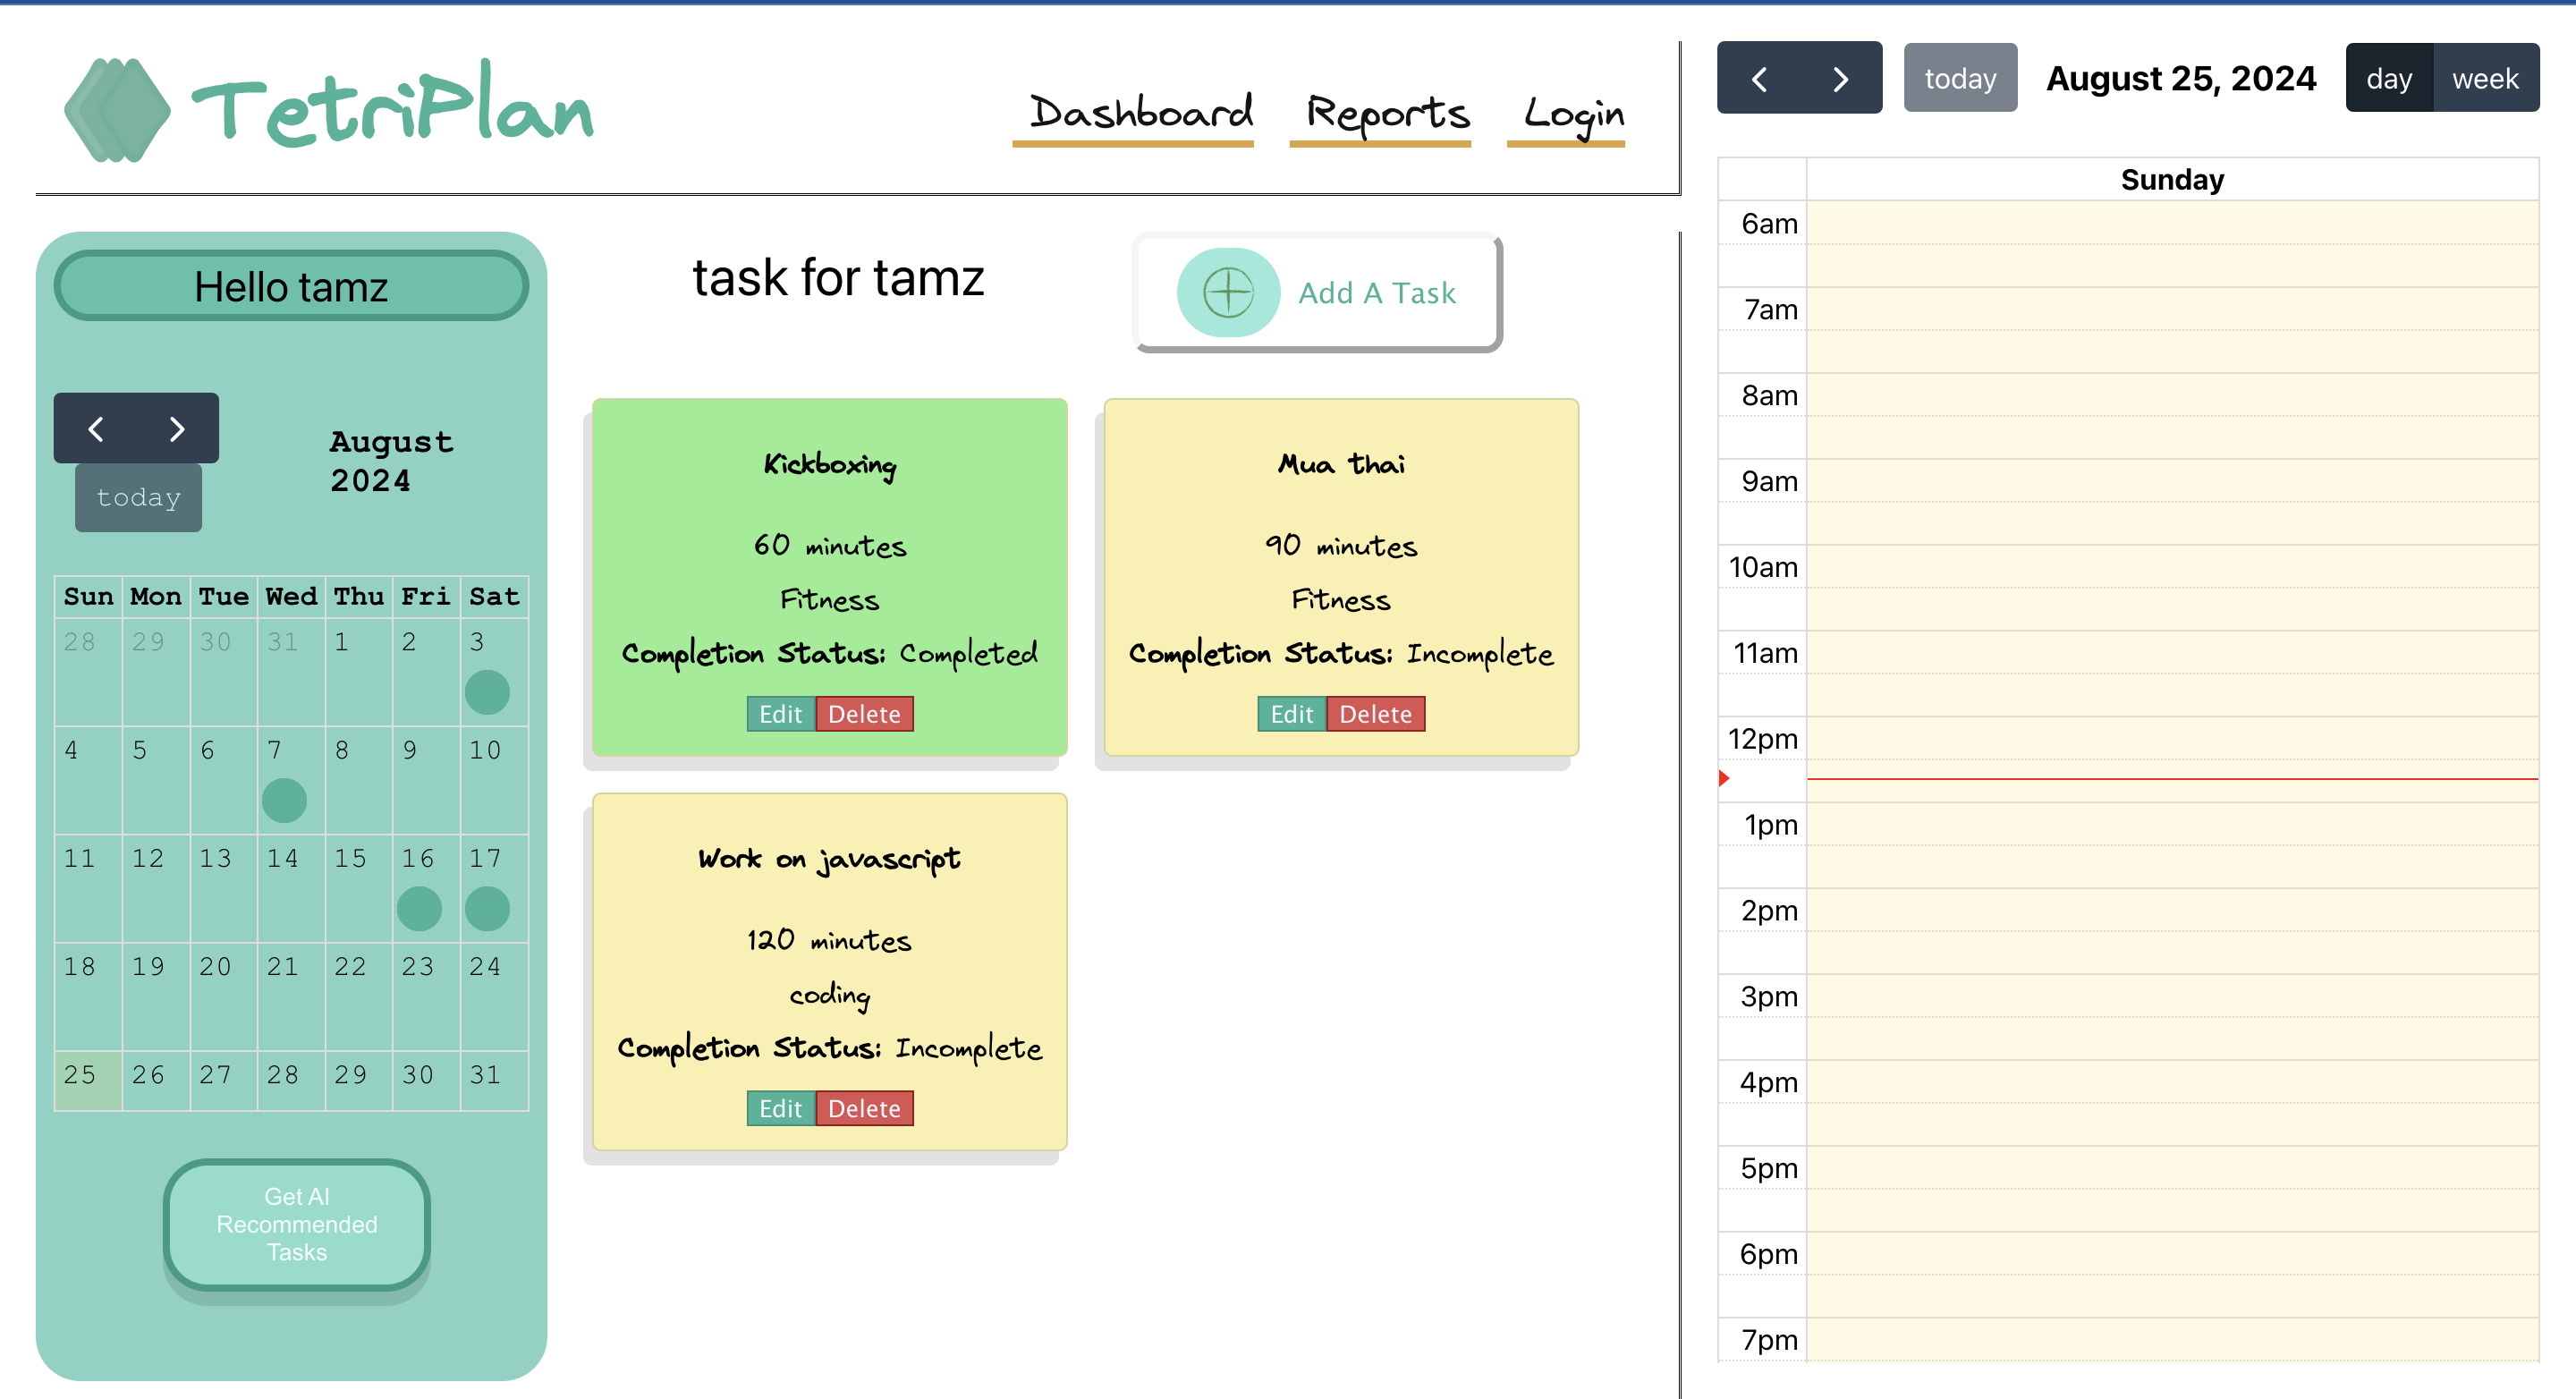 TetriPlan
Dashboard Reports Login
Hello tamz
August
2024
today
Sun Mon Tue Wed Thu Fri Sat
28 29 30 31 1 2 3
4 5 6 7 8 9 10
11 12 13 14 15 16 17
18 19 20 21 22 23 24
25 26 27 28 29 30 31
Get AI
Recommended
Tasks
task for tamz
Add A Task
Kickboxing
60 minutes
Fitness
Completion Status: Completed
Edit Delete
Mua thai
90 minutes
Fitness
Completion Status: Incomplete
Edit Delete
Work on javascript
120 minutes
coding
Completion Status: Incomplete
Edit Delete
today August 25, 2024 day week
Sunday
6am
7am
8am
9am
10am
11am
12pm
1pm
2pm
3pm
4pm
5pm
6pm
7pm